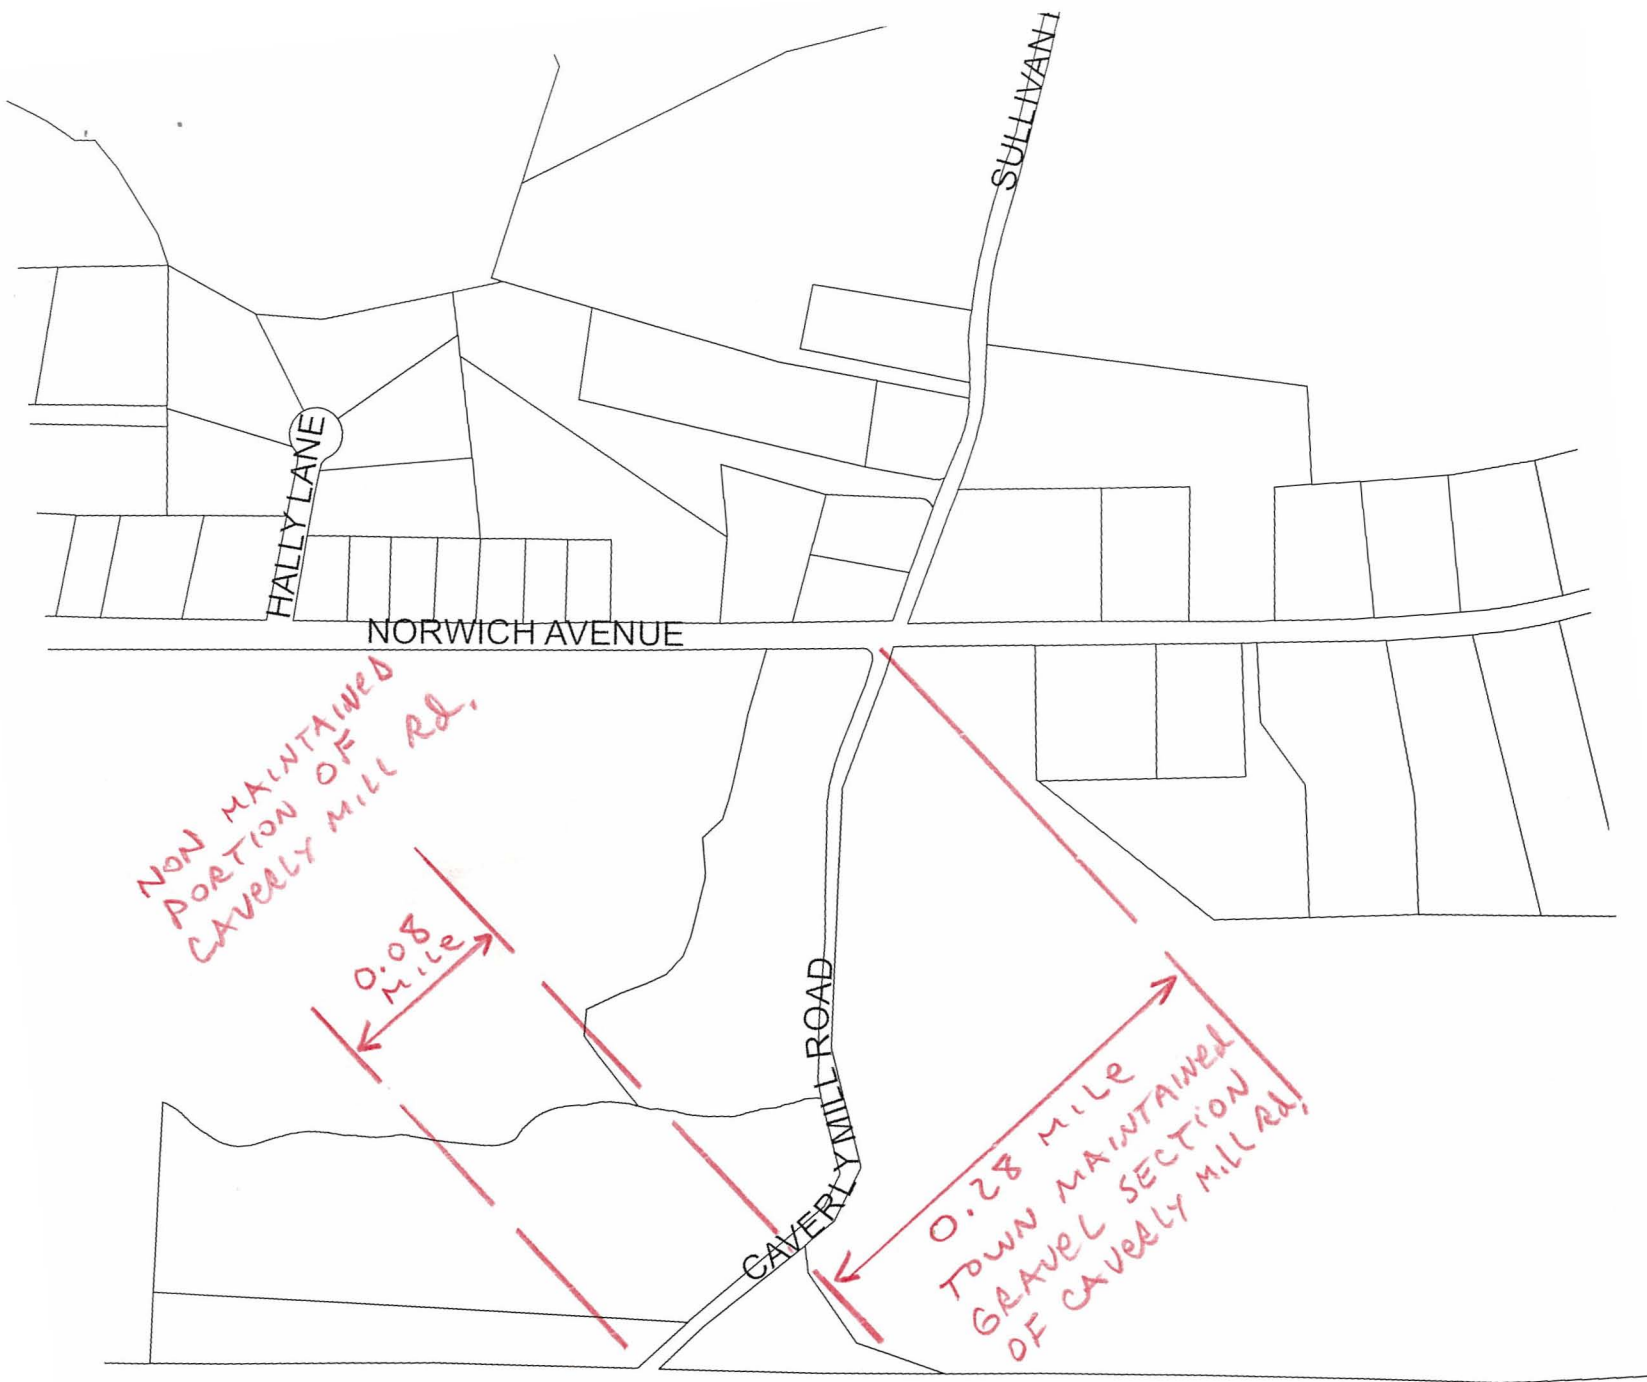 SULLIVAN
HALLY LANE
NORWICH AVENUE
NON MAINTAINED
PORTION OF
CAVERLY MILL Rd.
0.08
MILe
CAVERLY MILL ROAD
0.28 MILe
TOWN MAINTAINed
GRAVeL SECTION
OF CAVeRLY MILL Rd.